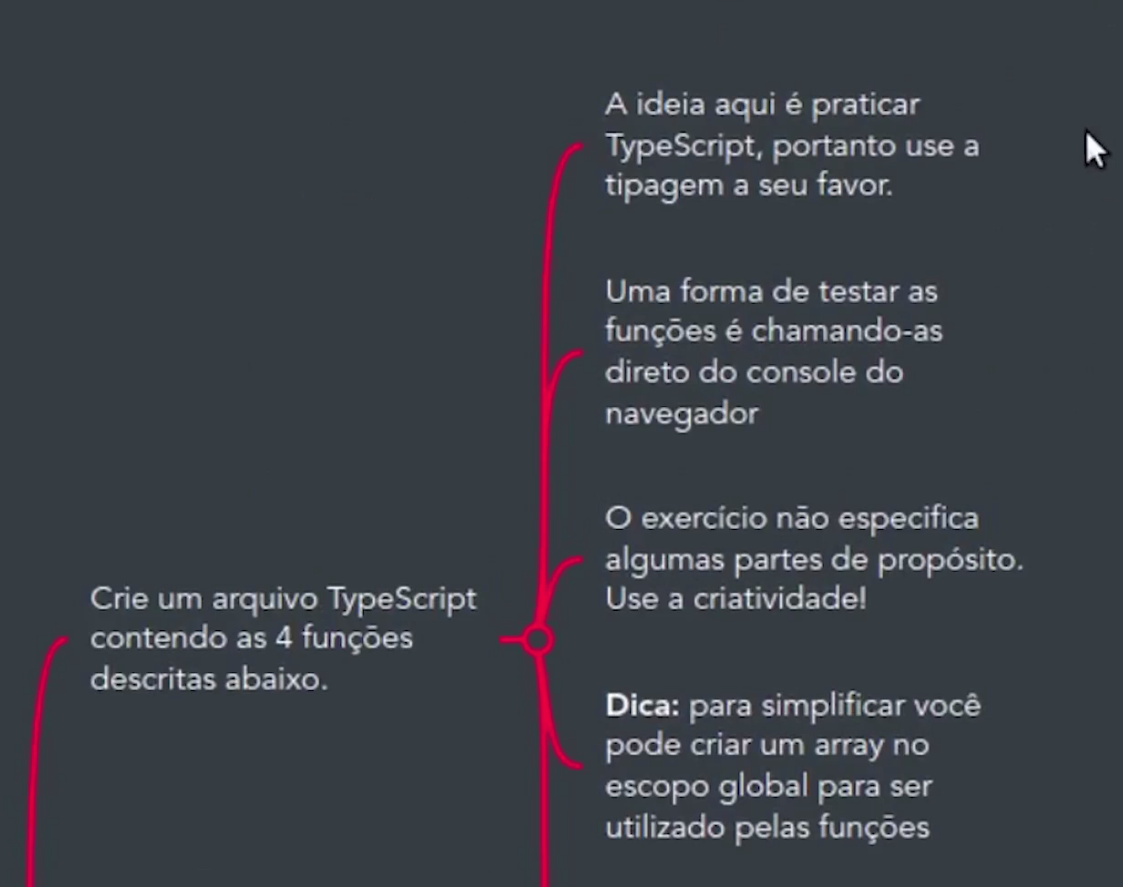 A ideia aqui é praticar
TypeScript, portanto use a
tipagem a seu favor.
Uma forma de testar as
funções é chamando-as
direto do console do
navegador
O exercício não especifica
algumas partes de propósito.
Use a criatividade!
Crie um arquivo TypeScript
contendo as 4 funções
descritas abaixo.
Dica: para simplificar você
pode criar um array no
escopo global para ser
utilizado pelas funções